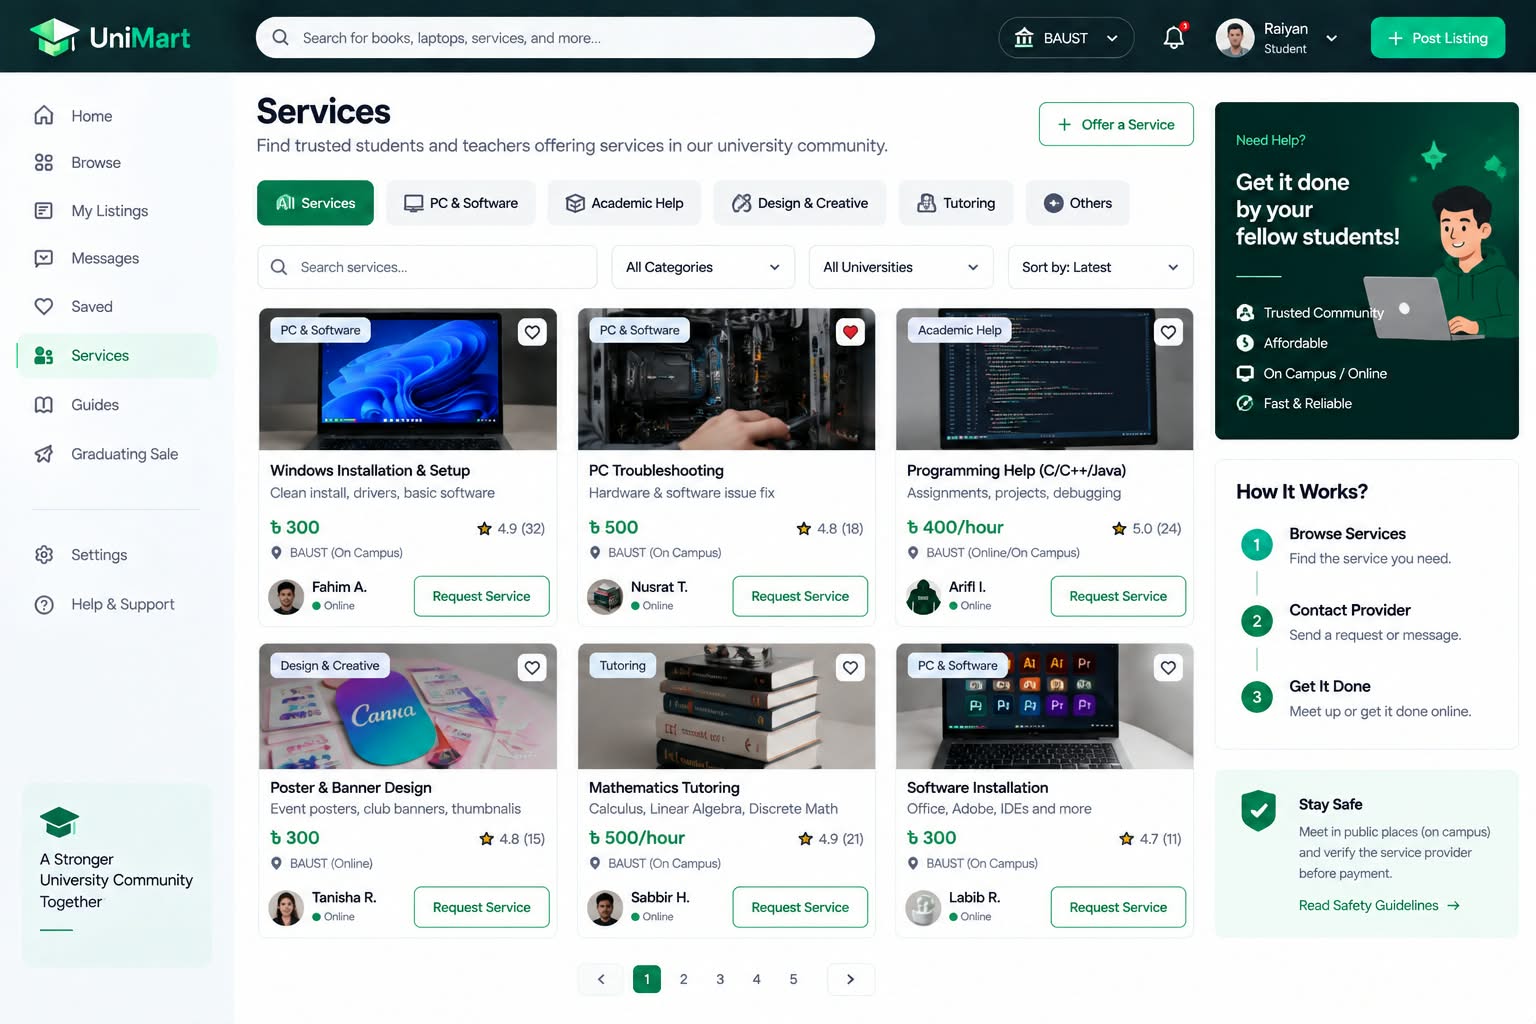 UniMart
Search for books, laptops, services, and more...
BAUST
Raiyan
Student
Post Listing
Home
Browse
My Listings
Messages
Saved
Services
Guides
Graduating Sale
Settings
Help & Support
A Stronger
University Community
Together
Services
Find trusted students and teachers offering services in our university community.
Offer a Service
All Services
PC & Software
Academic Help
Design & Creative
Tutoring
Others
Search services...
All Categories
All Universities
Sort by: Latest
PC & Software
Windows Installation & Setup
Clean install, drivers, basic software
৳ 300
4.9 (32)
BAUST (On Campus)
Fahim A.
Online
Request Service
PC & Software
PC Troubleshooting
Hardware & software issue fix
৳ 500
4.8 (18)
BAUST (On Campus)
Nusrat T.
Online
Request Service
Academic Help
Programming Help (C/C++/Java)
Assignments, projects, debugging
৳ 400/hour
5.0 (24)
BAUST (Online/On Campus)
Arifl I.
Online
Request Service
Design & Creative
Poster & Banner Design
Event posters, club banners, thumbnalis
৳ 300
4.8 (15)
BAUST (Online)
Tanisha R.
Online
Request Service
Tutoring
Mathematics Tutoring
Calculus, Linear Algebra, Discrete Math
৳ 500/hour
4.9 (21)
BAUST (On Campus)
Sabbir H.
Online
Request Service
PC & Software
Ai Ai Pr
Software Installation
Office, Adobe, IDEs and more
৳ 300
4.7 (11)
BAUST (On Campus)
Labib R.
Online
Request Service
1 2 3 4 5
Need Help?
Get it done
by your
fellow students!
Trusted Community
Affordable
On Campus / Online
Fast & Reliable
How It Works?
1
Browse Services
Find the service you need.
2
Contact Provider
Send a request or message.
3
Get It Done
Meet up or get it done online.
Stay Safe
Meet in public places (on campus)
and verify the service provider
before payment.
Read Safety Guidelines →